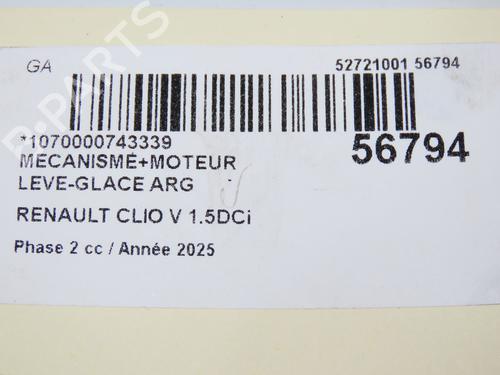 B-PARTS
GA
52721001 56794
*1070000743339
56794
MECANISME+MOTEUR
LEVE-GLACE ARG
RENAULT CLIO V 1.5DCi
Phase 2 cc / Année 2025